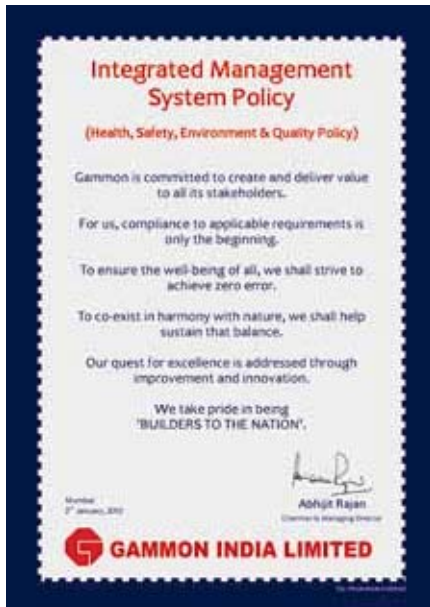 Integrated Management
System Policy
(Health, Safety, Environment & Quality Policy)
Gammon is committed to create and deliver value
to all its stakeholders.
For us, compliance to applicable requirements is
only the beginning.
To ensure the well-being of all, we shall strive to
achieve zero error.
To co-exist in harmony with nature, we shall help
sustain that balance.
Our quest for excellence is addressed through
improvement and innovation.
We take pride in being
'BUILDERS TO THE NATION'.
Mumbai
Abhijit Rajan
Chairman & Managing Director
GAMMON INDIA LIMITED